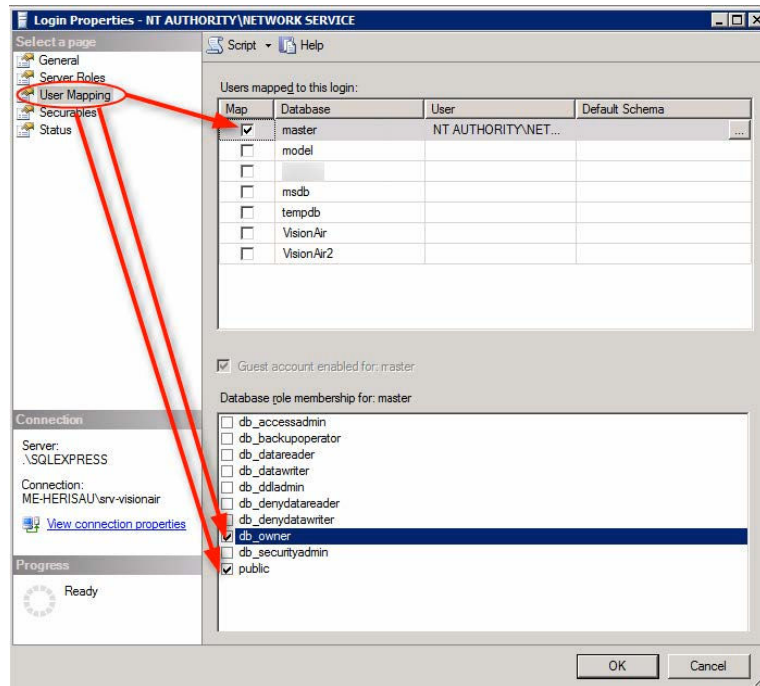 Login Properties - NT AUTHORITY\NETWORK SERVICE
Select a page
General
Server Roles
User Mapping
Securables
Status
Script
Help
Users mapped to this login:
Map Database User Default Schema
master NT AUTHORITY\NET... ...
model
msdb
tempdb
VisionAir
VisionAir2
Guest account enabled for: master
Database role membership for: master
db_accessadmin
db_backupoperator
db_datareader
db_datawriter
db_ddladmin
db_denydatareader
db_denydatawriter
db_owner
db_securityadmin
public
Connection
Server:
.\SQLEXPRESS
Connection:
ME-HERISAU\srv-visionair
View connection properties
Progress
Ready
OK Cancel